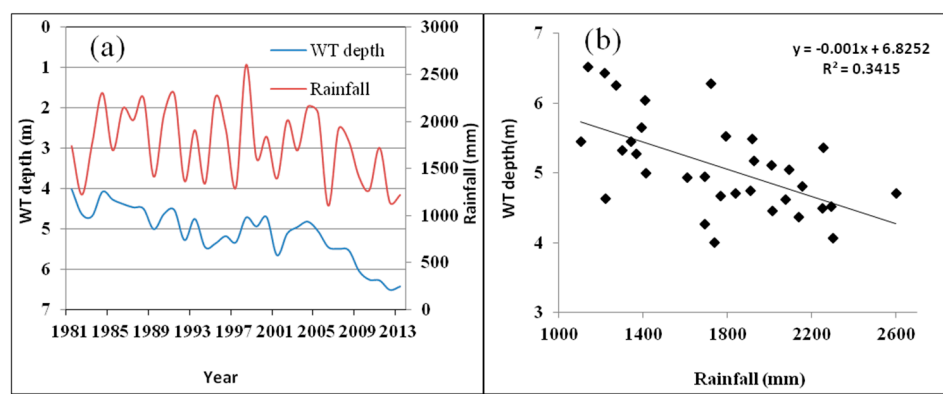 (a)
WT depth
Rainfall
0
1
2
3
4
5
6
7
WT depth (m)
3000
2500
2000
1500
1000
500
0
Rainfall (mm)
1981 1985 1989 1993 1997 2001 2005 2009 2013
Year
(b)
y = -0.001x + 6.8252
R² = 0.3415
7
6
5
4
3
WT depth(m)
1000 1400 1800 2200 2600
Rainfall (mm)